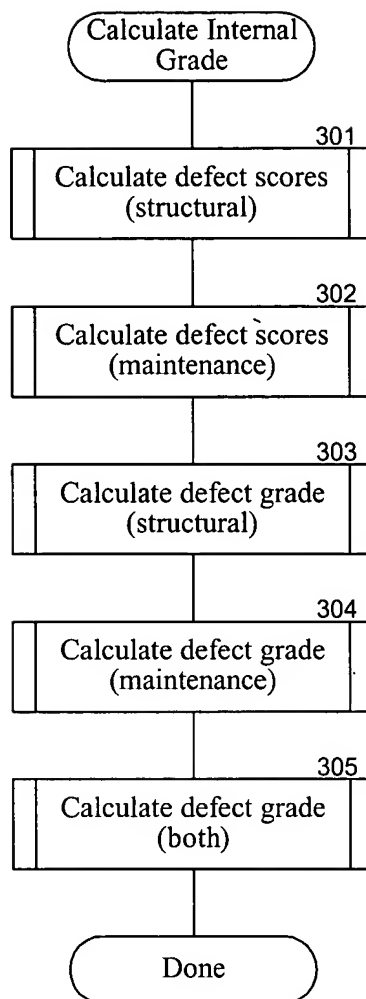 Calculate Internal
Grade
301
Calculate defect scores
(structural)
302
Calculate defect scores
(maintenance)
303
Calculate defect grade
(structural)
304
Calculate defect grade
(maintenance)
305
Calculate defect grade
(both)
Done